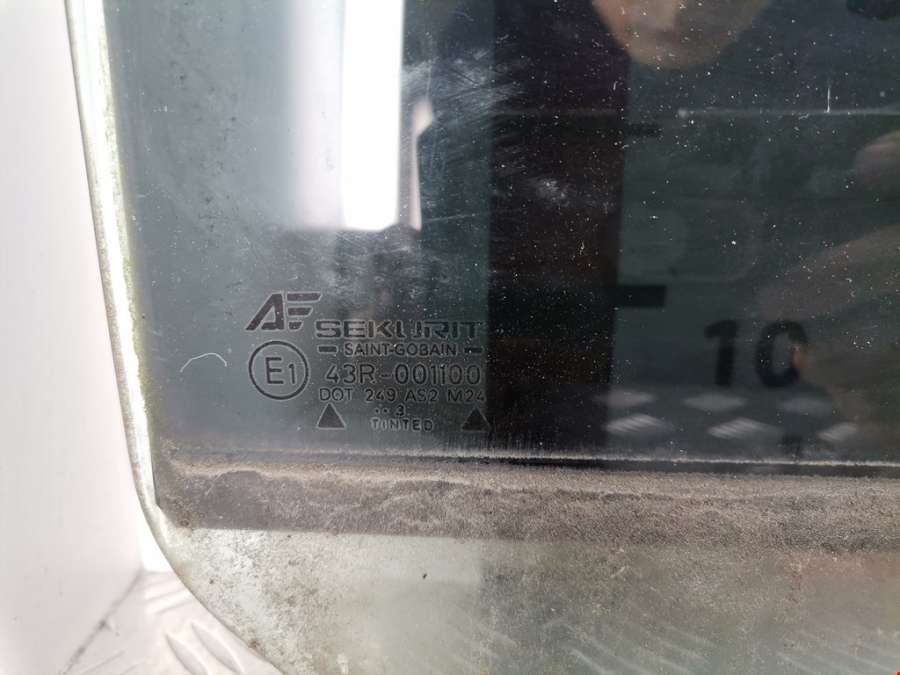 AF SEKURIT
SAINT-GOBAIN
E1 43R-001100
DOT 249 AS2 M24
·· 3
TINTED
10